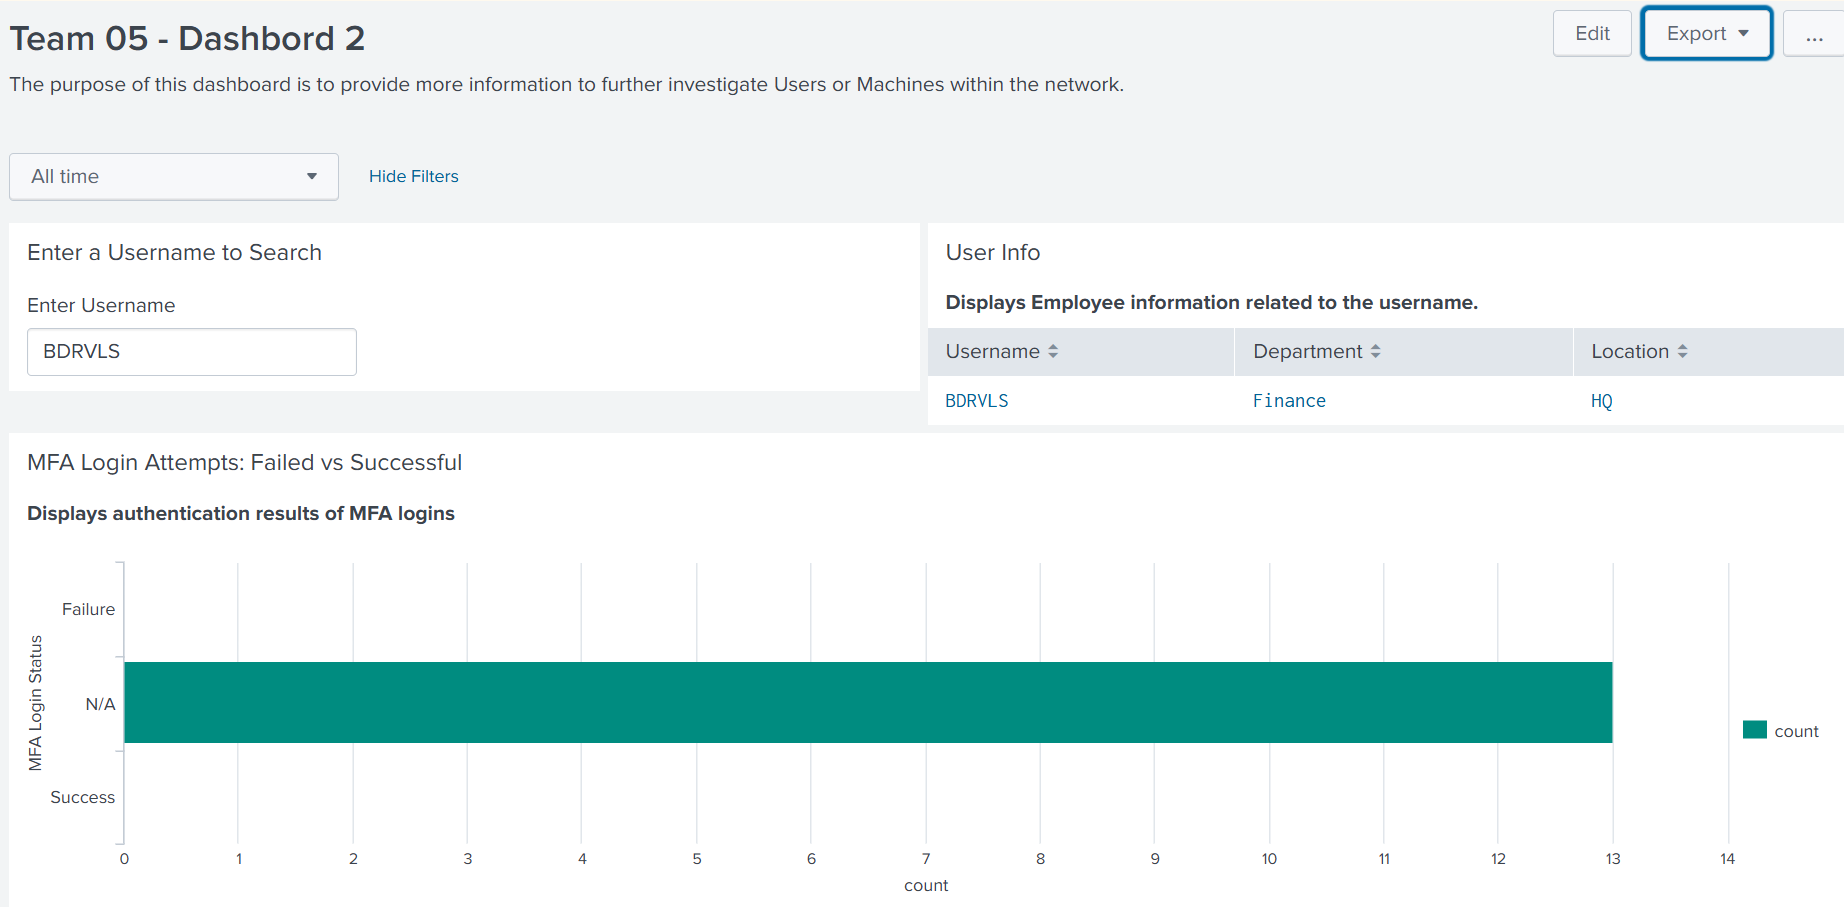 Team 05 - Dashbord 2
Edit
Export
...
The purpose of this dashboard is to provide more information to further investigate Users or Machines within the network.
All time
Hide Filters
Enter a Username to Search
Enter Username
BDRVLS
User Info
Displays Employee information related to the username.
Username Department Location
BDRVLS Finance HQ
MFA Login Attempts: Failed vs Successful
Displays authentication results of MFA logins
MFA Login Status
Failure
N/A
Success
count
0 1 2 3 4 5 6 7 8 9 10 11 12 13 14
count